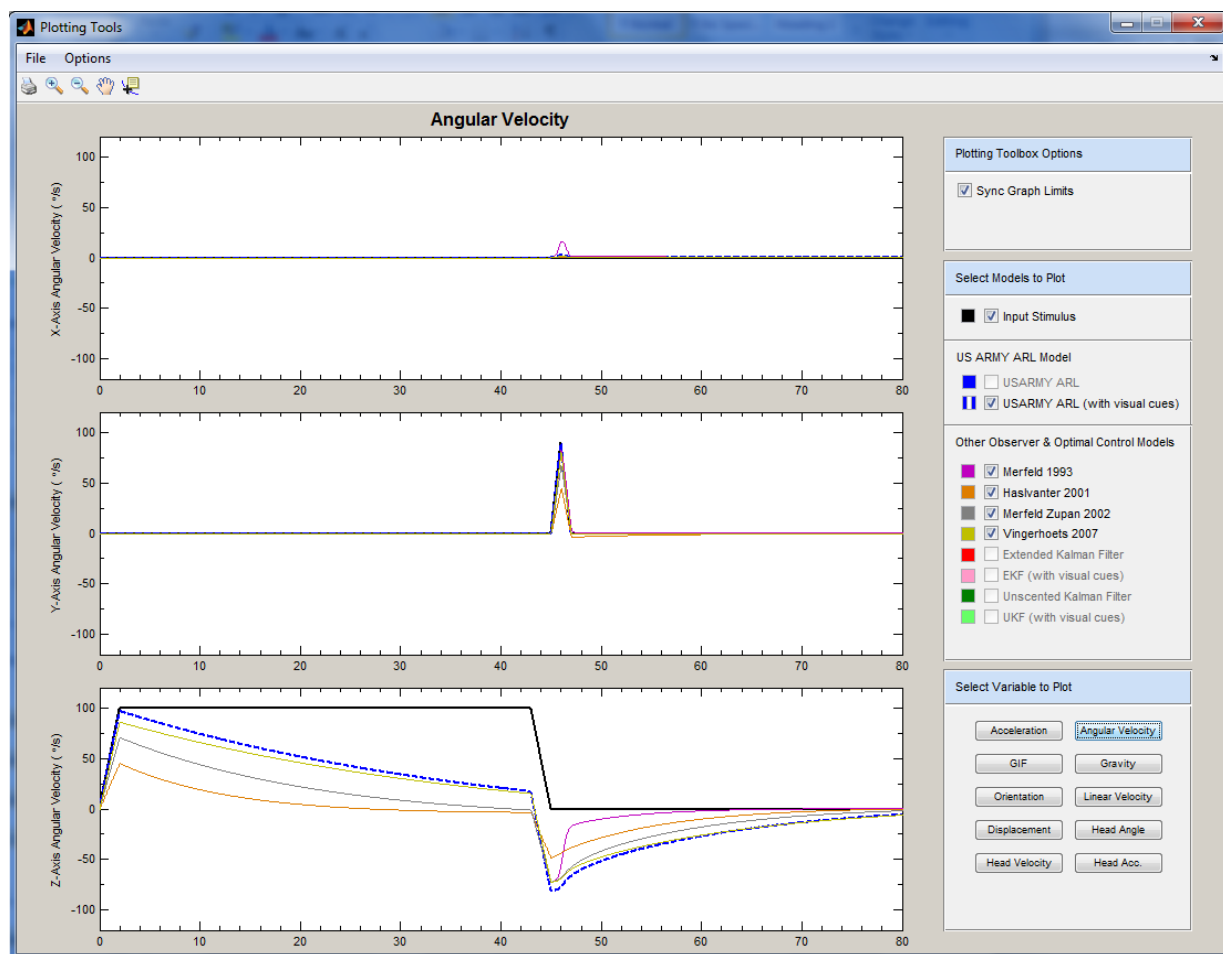 Plotting Tools
File Options
Angular Velocity
X-Axis Angular Velocity ( °/s)
100
50
0
-50
-100
0 10 20 30 40 50 60 70 80
Y-Axis Angular Velocity ( °/s)
100
50
0
-50
-100
0 10 20 30 40 50 60 70 80
Z-Axis Angular Velocity ( °/s)
100
50
0
-50
-100
0 10 20 30 40 50 60 70 80
Plotting Toolbox Options
Sync Graph Limits
Select Models to Plot
Input Stimulus
US ARMY ARL Model
USARMY ARL
USARMY ARL (with visual cues)
Other Observer & Optimal Control Models
Merfeld 1993
Haslvanter 2001
Merfeld Zupan 2002
Vingerhoets 2007
Extended Kalman Filter
EKF (with visual cues)
Unscented Kalman Filter
UKF (with visual cues)
Select Variable to Plot
Acceleration Angular Velocity
GIF Gravity
Orientation Linear Velocity
Displacement Head Angle
Head Velocity Head Acc.